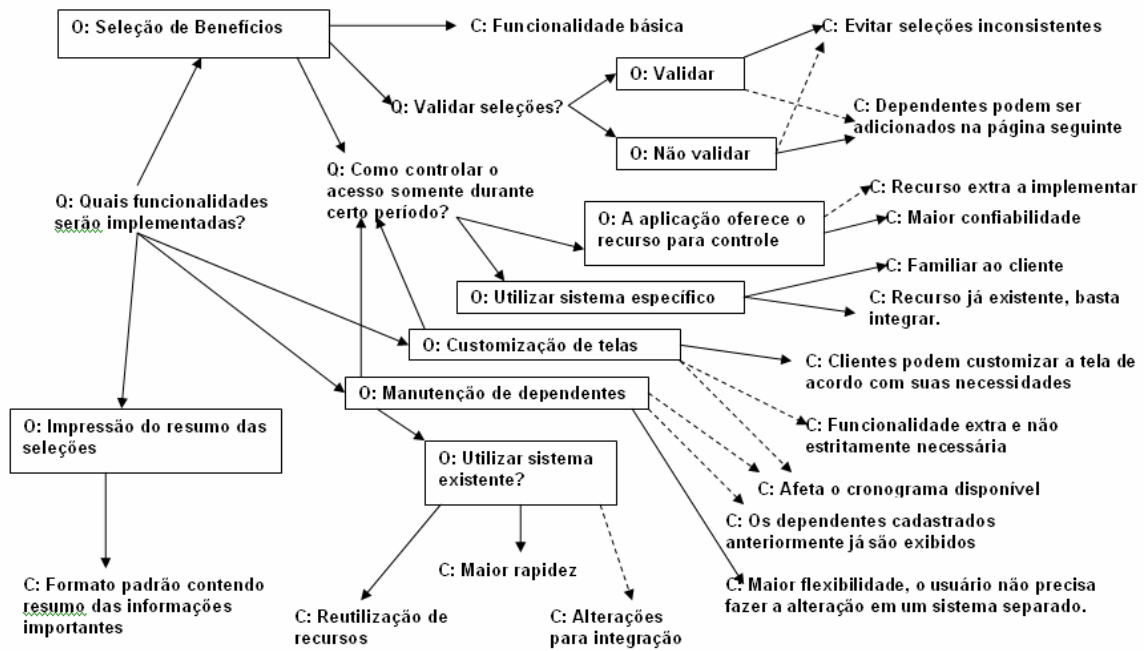 O: Seleção de Benefícios
C: Funcionalidade básica
C: Evitar seleções inconsistentes
O: Validar
Q: Validar seleções?
C: Dependentes podem ser
adicionados na página seguinte
O: Não validar
Q: Como controlar o
acesso somente durante
certo período?
Q: Quais funcionalidades
serão implementadas?
C: Recurso extra a implementar
O: A aplicação oferece o
recurso para controle
C: Maior confiabilidade
C: Familiar ao cliente
O: Utilizar sistema específico
C: Recurso já existente, basta
integrar.
O: Customização de telas
C: Clientes podem customizar a tela de
acordo com suas necessidades
O: Manutenção de dependentes
O: Impressão do resumo das
seleções
C: Funcionalidade extra e não
estritamente necessária
O: Utilizar sistema
existente?
C: Afeta o cronograma disponível
C: Os dependentes cadastrados
anteriormente já são exibidos
C: Maior rapidez
C: Formato padrão contendo
resumo das informações
importantes
C: Maior flexibilidade, o usuário não precisa
fazer a alteração em um sistema separado.
C: Reutilização de
recursos
C: Alterações
para integração